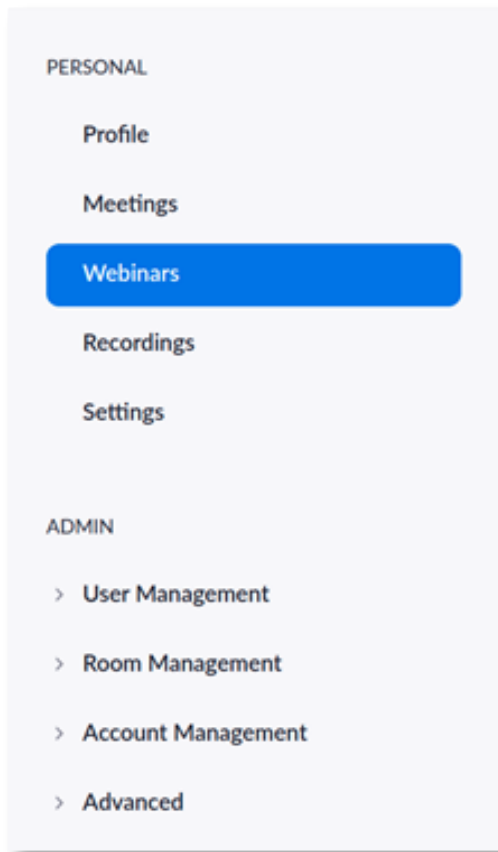 PERSONAL
Profile
Meetings
Webinars
Recordings
Settings
ADMIN
User Management
Room Management
Account Management
Advanced